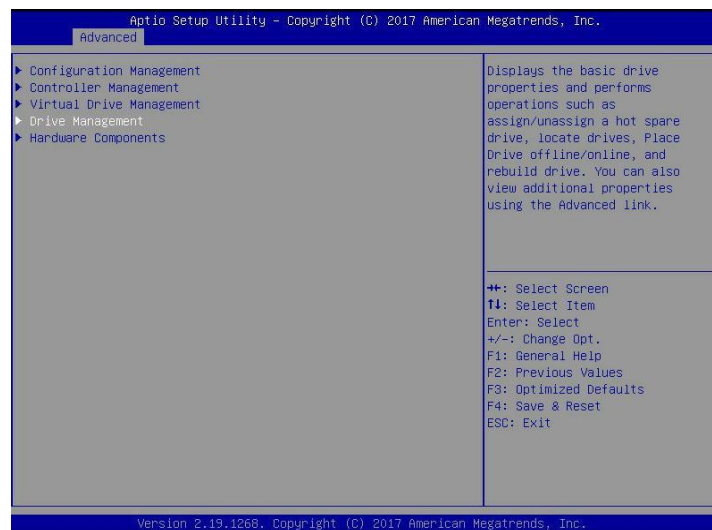 Aptio Setup Utility – Copyright (C) 2017 American Megatrends, Inc.
Advanced
Configuration Management
Controller Management
Virtual Drive Management
Drive Management
Hardware Components
Displays the basic drive
properties and performs
operations such as
assign/unassign a hot spare
drive, locate drives, Place
Drive offline/online, and
rebuild drive. You can also
view additional properties
using the Advanced link.
→←: Select Screen
↑↓: Select Item
Enter: Select
+/-: Change Opt.
F1: General Help
F2: Previous Values
F3: Optimized Defaults
F4: Save & Reset
ESC: Exit
Version 2.19.1268. Copyright (C) 2017 American Megatrends, Inc.